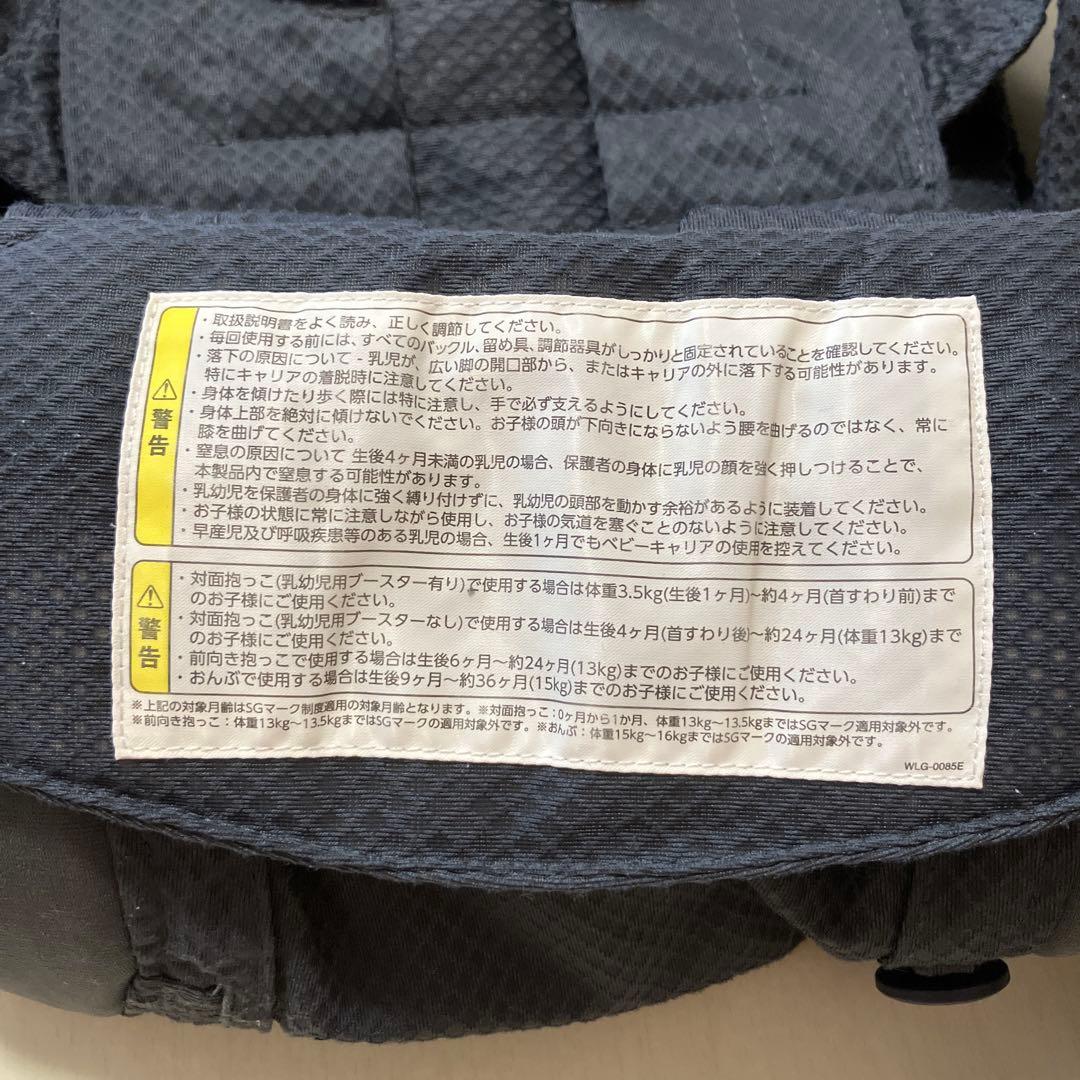 警告
・取扱説明書をよく読み、正しく調節してください。
・毎回使用する前には、すべてのバックル、留め具、調節器具がしっかりと固定されていることを確認してください。
・落下の原因について - 乳児が、広い脚の開口部から、またはキャリアの外に落下する可能性があります。
特にキャリアの着脱時に注意してください。
・身体を傾けたり歩く際には特に注意し、手で必ず支えるようにしてください。
・身体上部を絶対に傾けないでください。お子様の頭が下向きにならないよう腰を曲げるのではなく、常に
膝を曲げてください。
・窒息の原因について 生後4ヶ月未満の乳児の場合、保護者の身体に乳児の顔を強く押しつけることで、
本製品内で窒息する可能性があります。
・乳幼児を保護者の身体に強く縛り付けずに、乳幼児の頭部を動かす余裕があるように装着してください。
・お子様の状態に常に注意しながら使用し、お子様の気道を塞ぐことのないように注意してください。
・早産児及び呼吸疾患等のある乳児の場合、生後1ヶ月でもベビーキャリアの使用を控えてください。
警告
・対面抱っこ(乳幼児用ブースター有り)で使用する場合は体重3.5kg(生後1ヶ月)~約4ヶ月(首すわり前)まで
のお子様にご使用ください。
・対面抱っこ(乳幼児用ブースターなし)で使用する場合は生後4ヶ月(首すわり後)~約24ヶ月(体重13kg)まで
のお子様にご使用ください。
・前向き抱っこで使用する場合は生後6ヶ月～約24ヶ月(13kg)までのお子様にご使用ください。
・おんぶで使用する場合は生後9ヶ月～約36ヶ月(15kg)までのお子様にご使用ください。
※上記の対象月齢はSGマーク制度適用の対象月齢となります。※対面抱っこ：0ヶ月から1か月、体重13kg～13.5kgまではSGマーク適用対象外です。
※前向き抱っこ：体重13kg～13.5kgまではSGマークの適用対象外です。※おんぶ：体重15kg～16kgまではSGマークの適用対象外です。
WLG-0085E